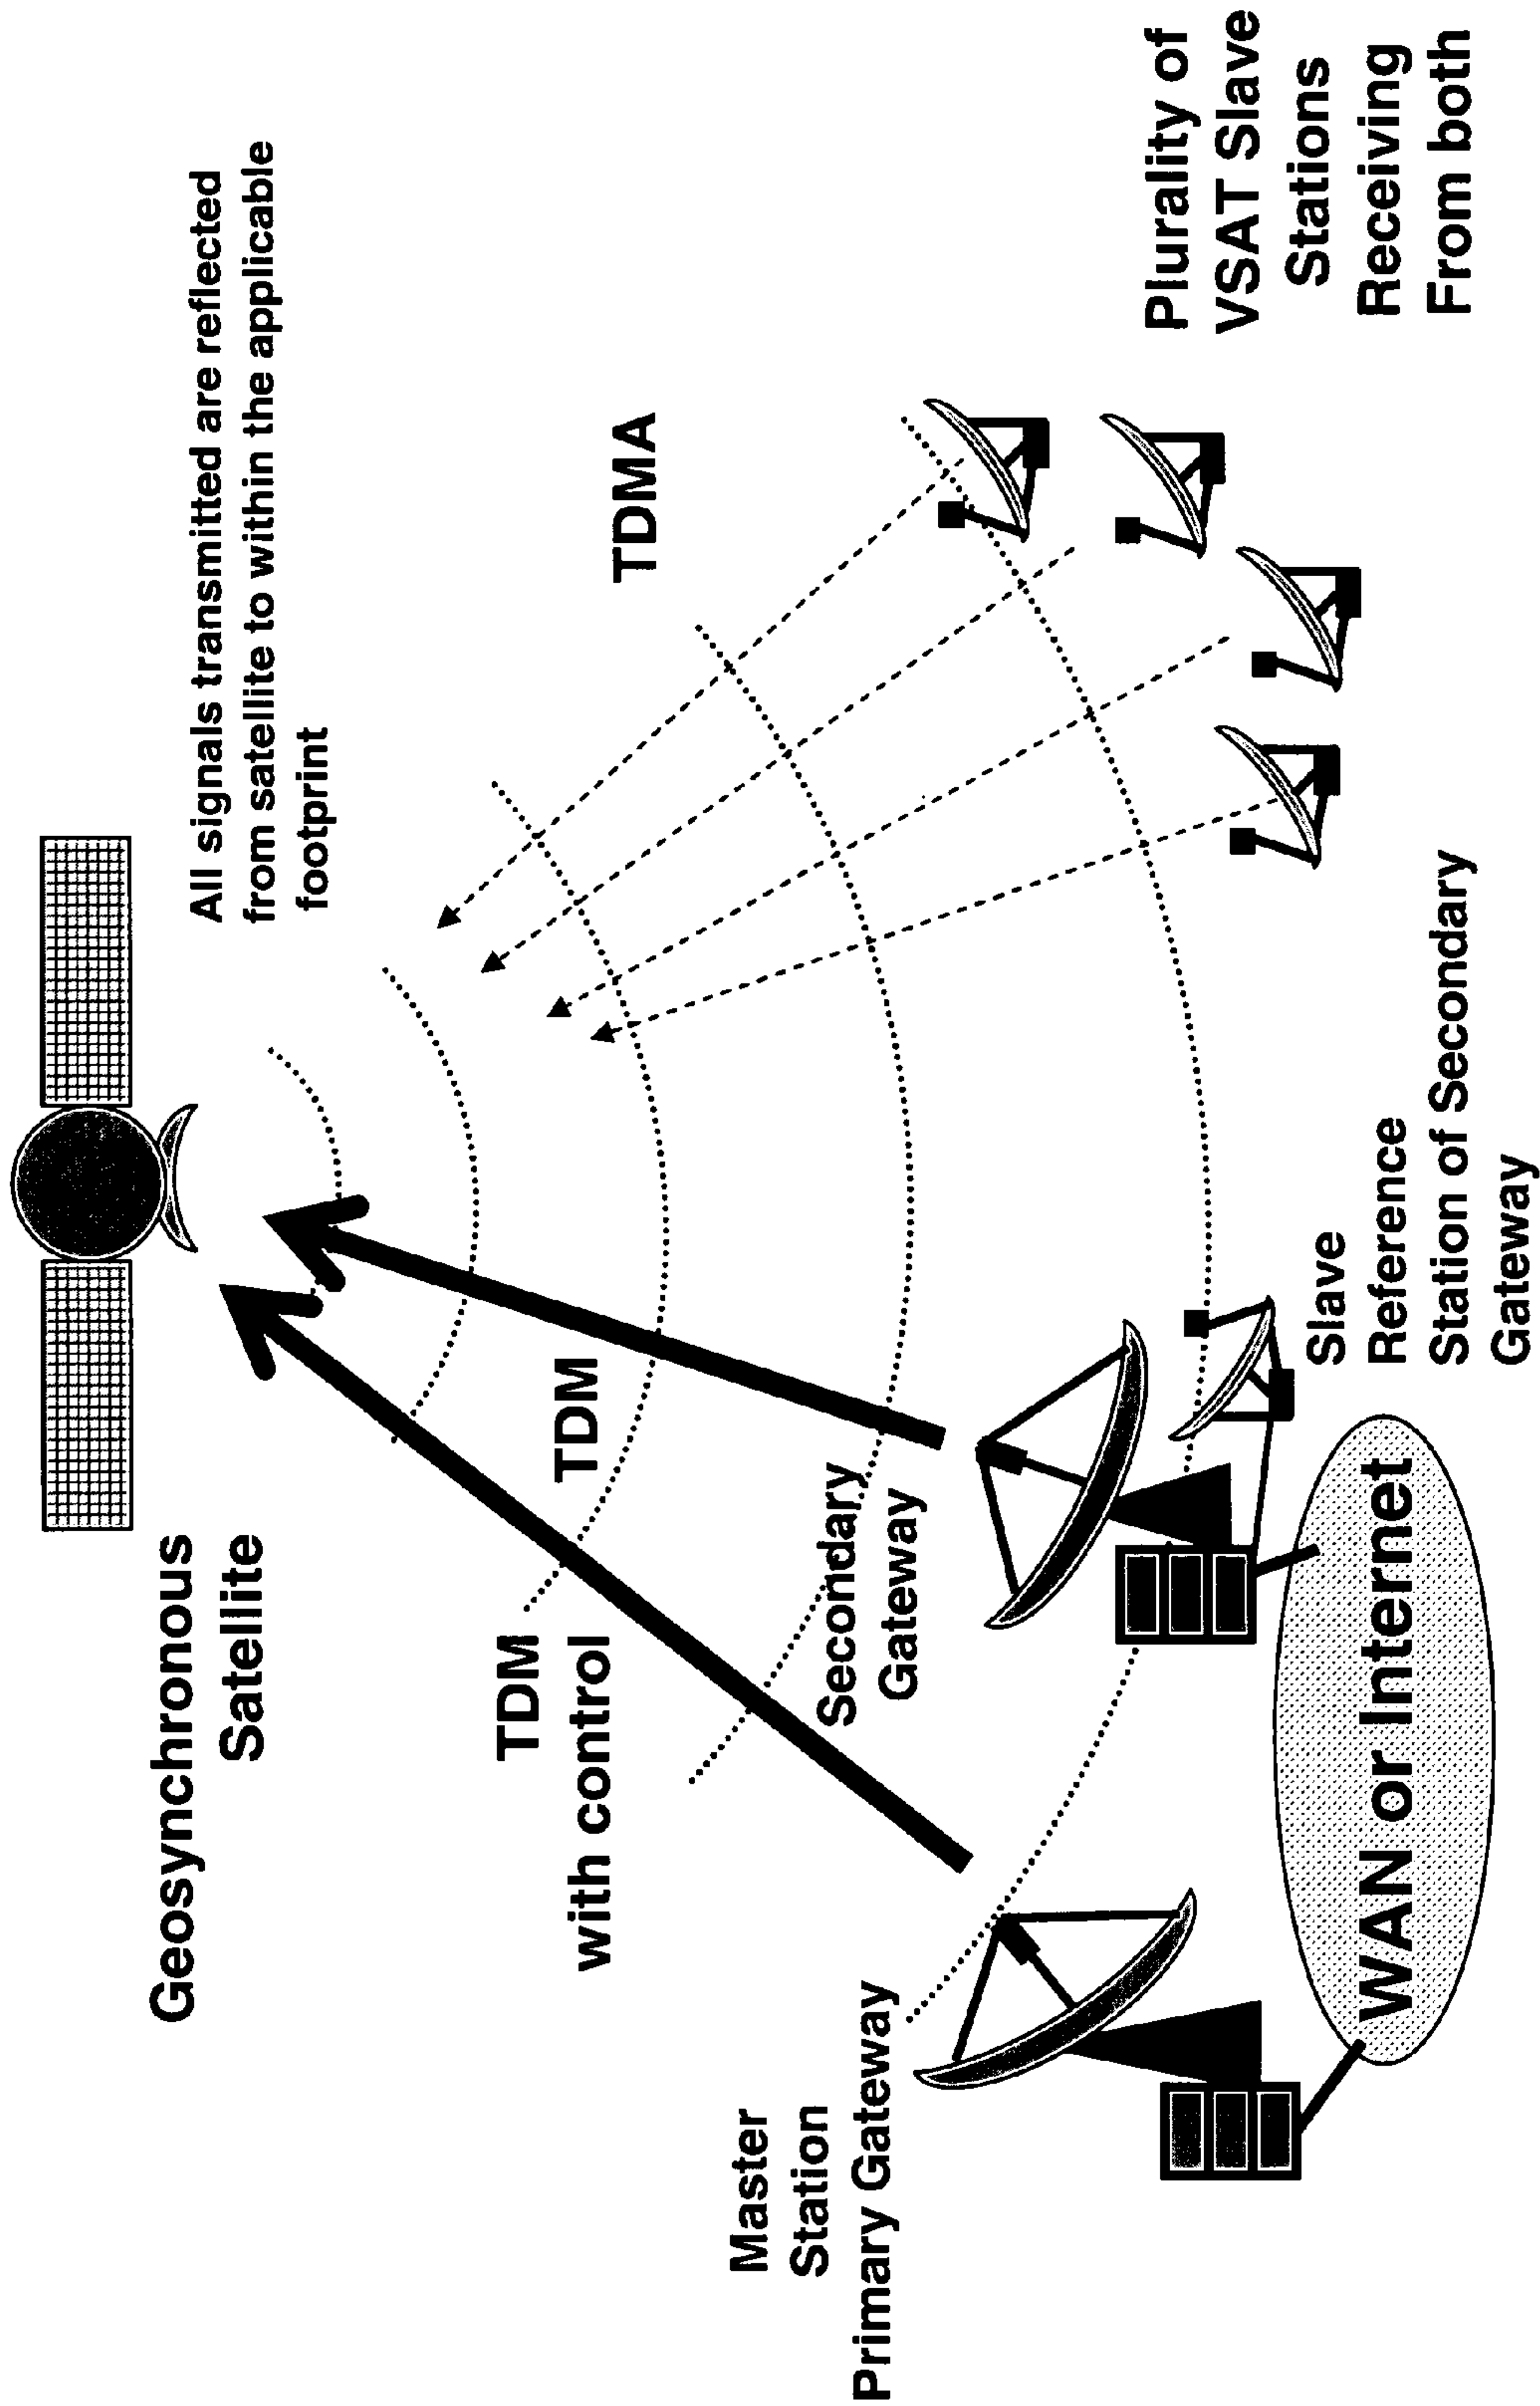 Geosynchronous
Satellite
All signals transmitted are reflected
from satellite to within the applicable
footprint
TDM
with control
TDM
TDMA
Master
Station
Primary Gateway
Secondary
Gateway
Slave
Reference
Station of Secondary
Gateway
Plurality of
VSAT Slave
Stations
Receiving
From both
WAN or Internet